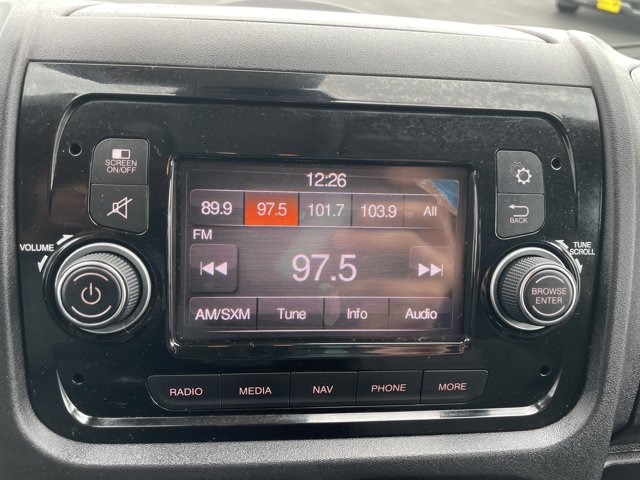 SCREEN
ON/OFF
VOLUME
12:26
89.9 97.5 101.7 103.9 All
FM
97.5
AM/SXM Tune Info Audio
BACK
TUNE
SCROLL
BROWSE
ENTER
RADIO MEDIA NAV PHONE MORE